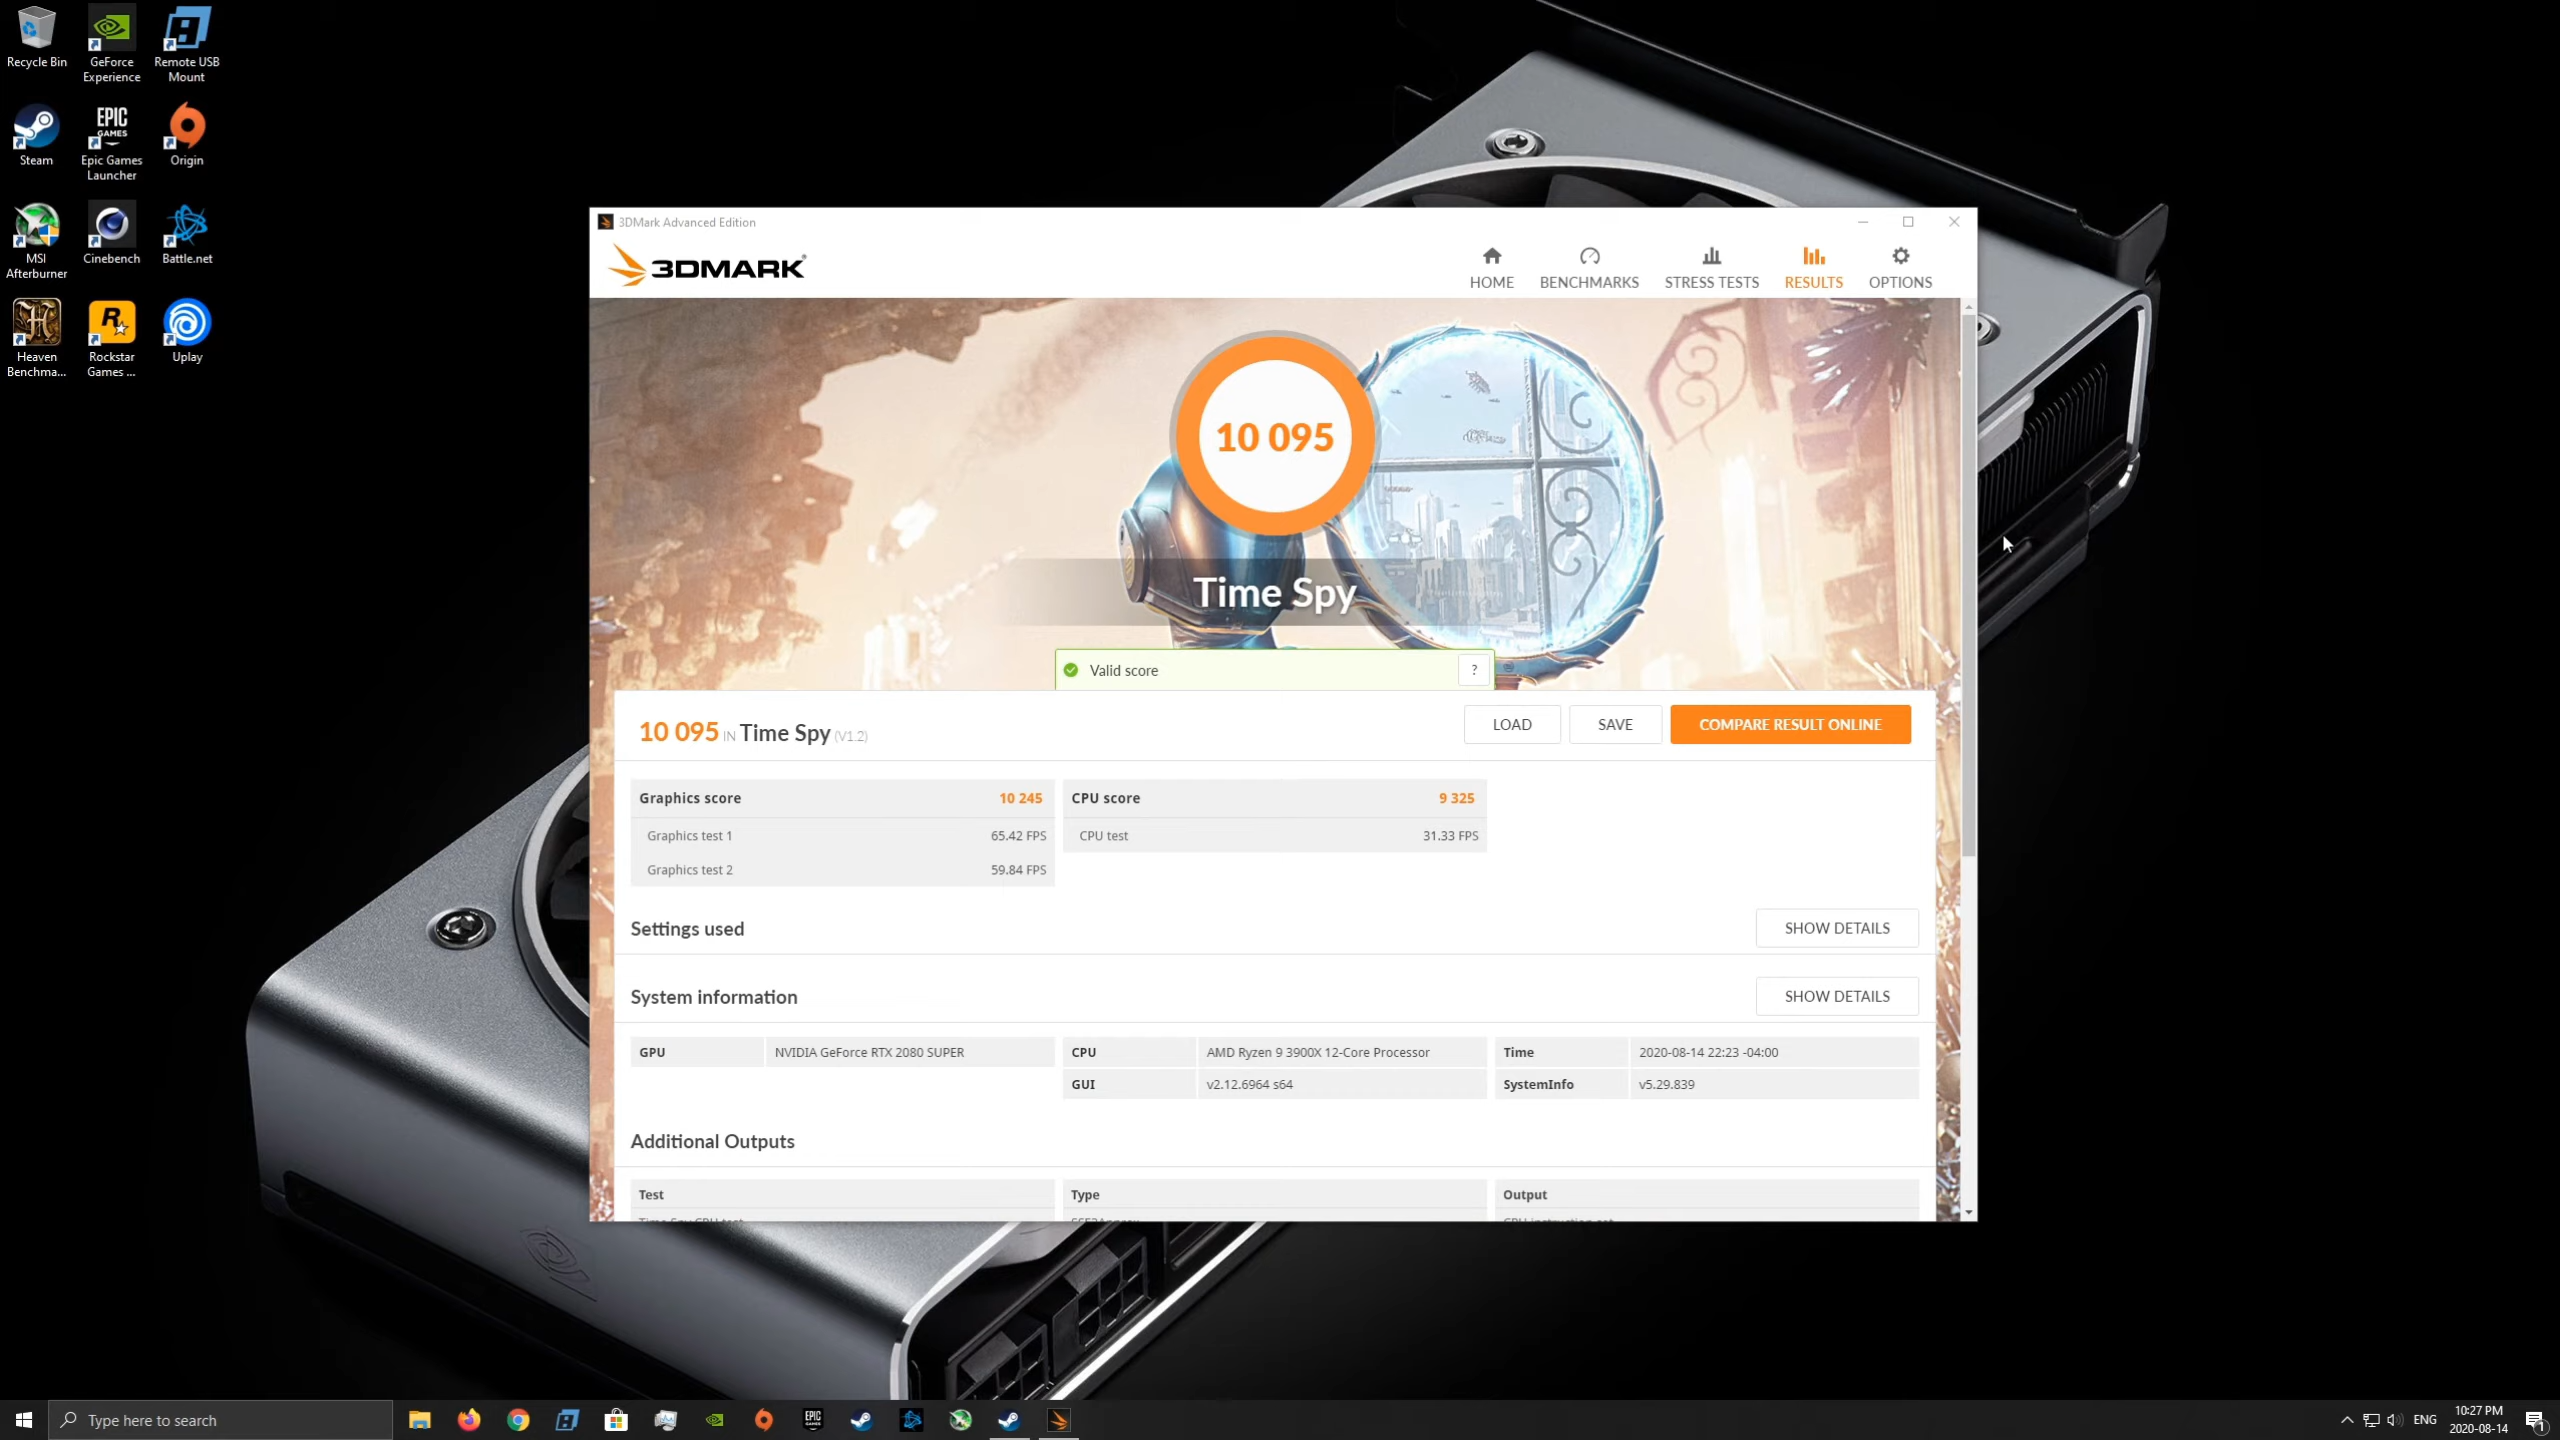 Recycle Bin
GeForce Experience
Remote USB Mount
Steam
EPIC GAMES
Epic Games Launcher
Origin
MSI Afterburner
Cinebench
Battle.net
Heaven Benchma...
Rockstar Games ...
Uplay
3DMark Advanced Edition
3DMARK
HOME
BENCHMARKS
STRESS TESTS
RESULTS
OPTIONS
10 095
Time Spy
Valid score
?
10 095 IN Time Spy (V1.2)
LOAD
SAVE
COMPARE RESULT ONLINE
Graphics score 10 245
Graphics test 1 65.42 FPS
Graphics test 2 59.84 FPS
CPU score 9 325
CPU test 31.33 FPS
Settings used
SHOW DETAILS
System information
SHOW DETAILS
GPU NVIDIA GeForce RTX 2080 SUPER
CPU AMD Ryzen 9 3900X 12-Core Processor
Time 2020-08-14 22:23 -04:00
GUI v2.12.6964 s64
SystemInfo v5.29.839
Additional Outputs
Test
Type
Output
Type here to search
EPIC GAMES
ENG
10:27 PM
2020-08-14
1